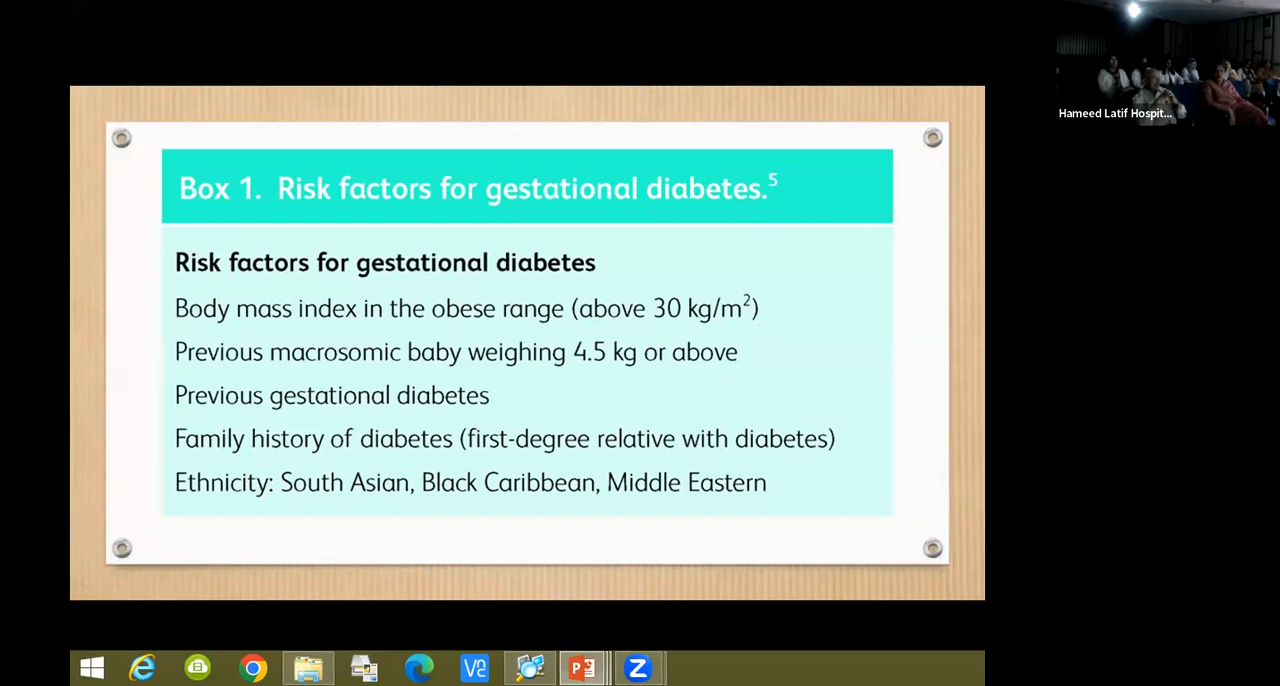 Box 1. Risk factors for gestational diabetes.⁵
Risk factors for gestational diabetes
Body mass index in the obese range (above 30 kg/m²)
Previous macrosomic baby weighing 4.5 kg or above
Previous gestational diabetes
Family history of diabetes (first-degree relative with diabetes)
Ethnicity: South Asian, Black Caribbean, Middle Eastern
Hameed Latif Hospit...